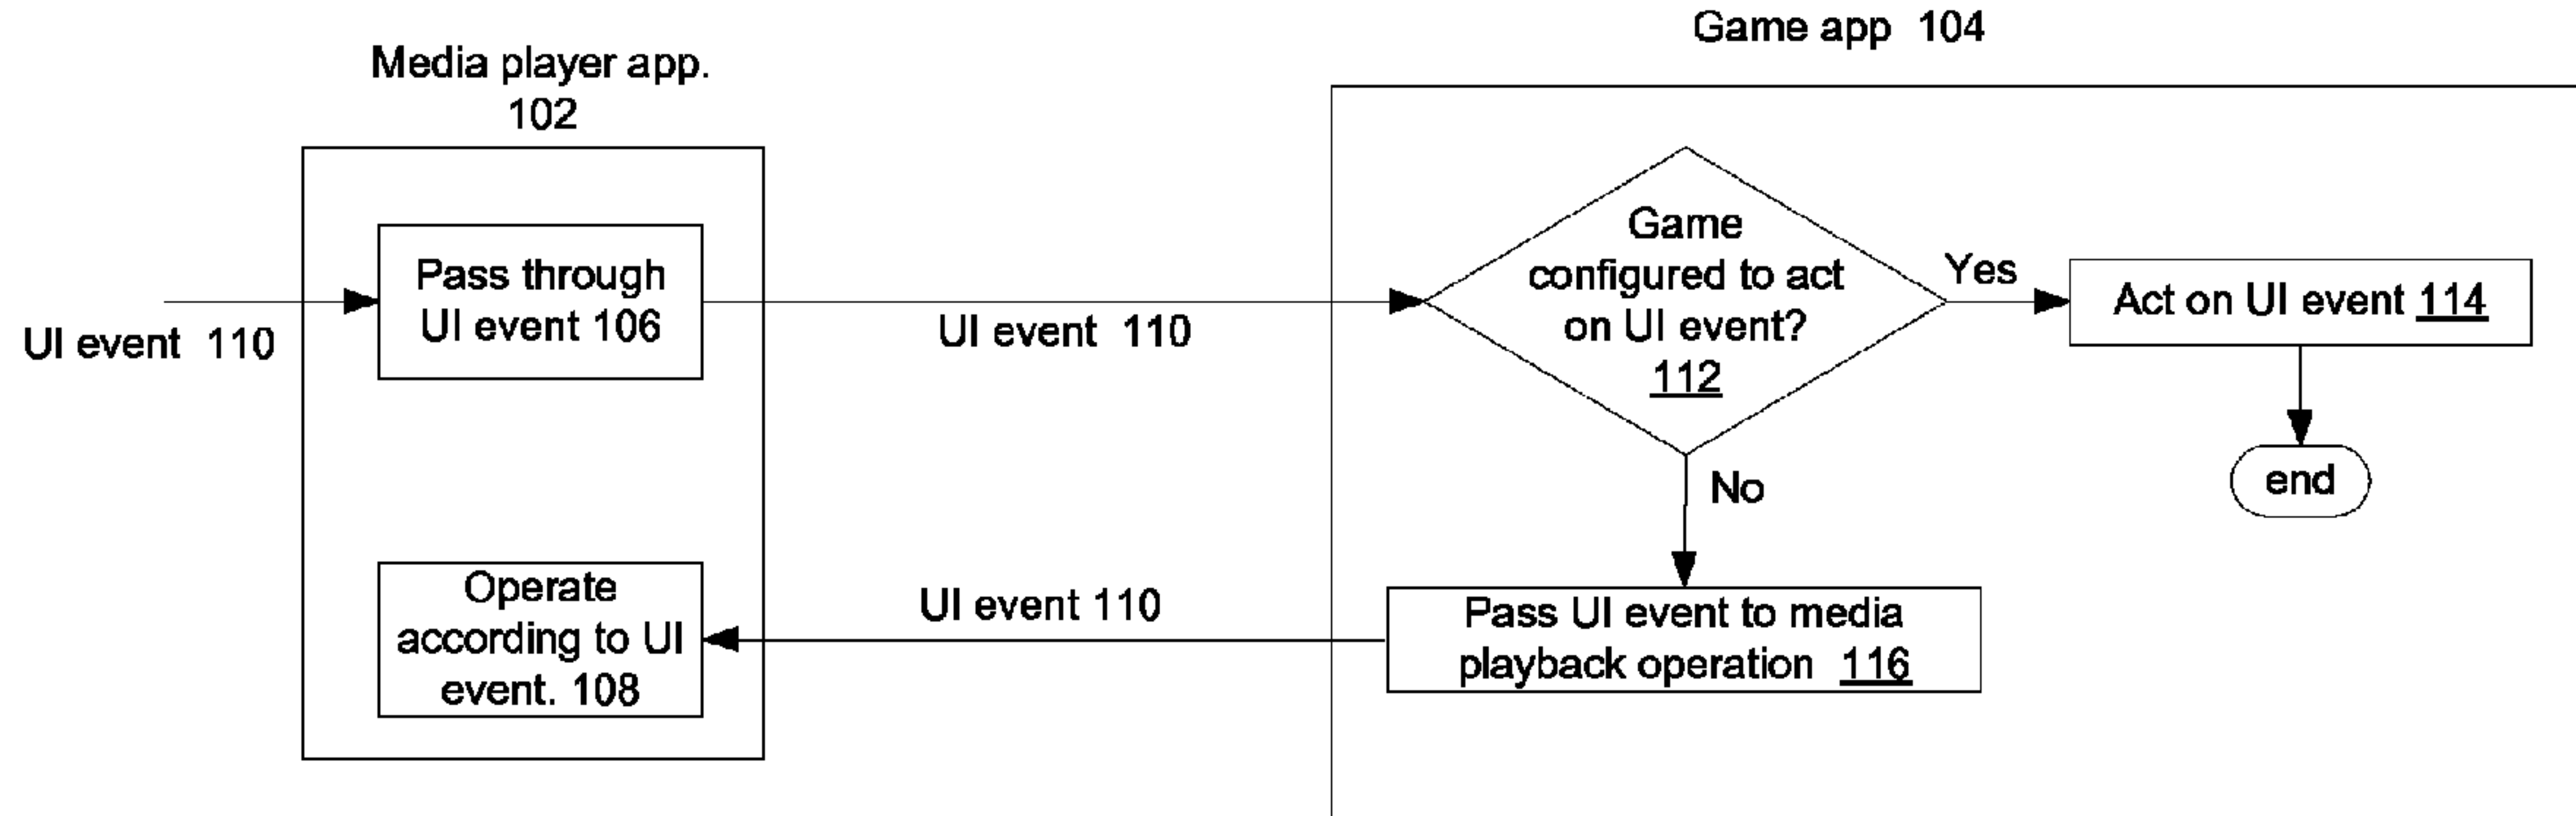 Game app 104
Media player app.
102
Pass through
UI event 106
UI event 110
UI event 110
Game
configured to act
on UI event?
112
Yes
Act on UI event 114
end
No
Operate
according to UI
event. 108
UI event 110
Pass UI event to media
playback operation 116